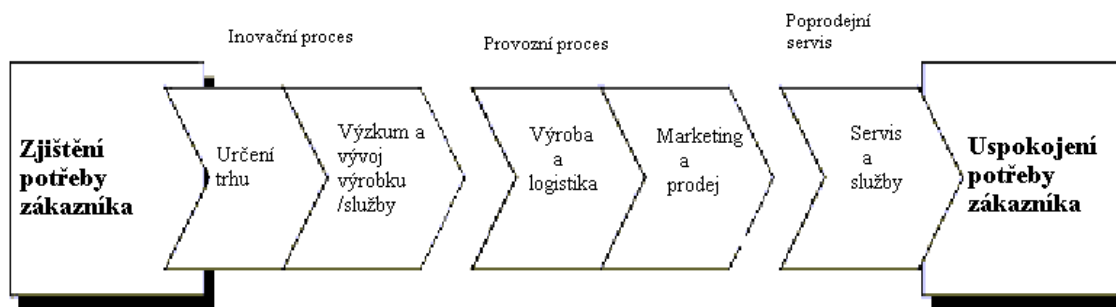 Inovační proces
Provozní proces
Poprodejní
servis
Zjištění
potřeby
zákazníka
Určení
trhu
Výzkum a
vývoj
výrobku
/služby
Výroba
a
logistika
Marketing
a
prodej
Servis
a
služby
Uspokojení
potřeby
zákazníka